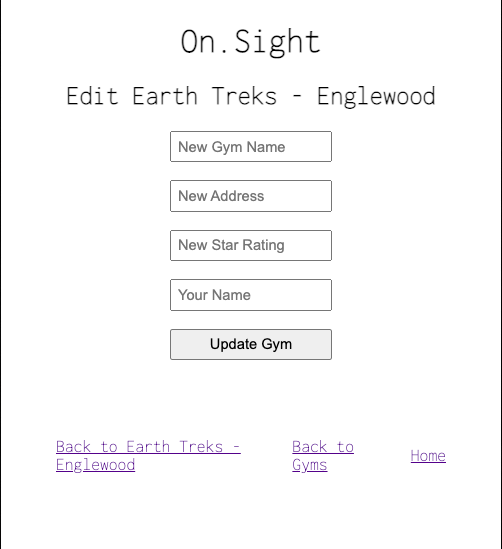 On.Sight
Edit Earth Treks - Englewood
New Gym Name
New Address
New Star Rating
Your Name
Update Gym
Back to Earth Treks -
Englewood
Back to
Gyms
Home